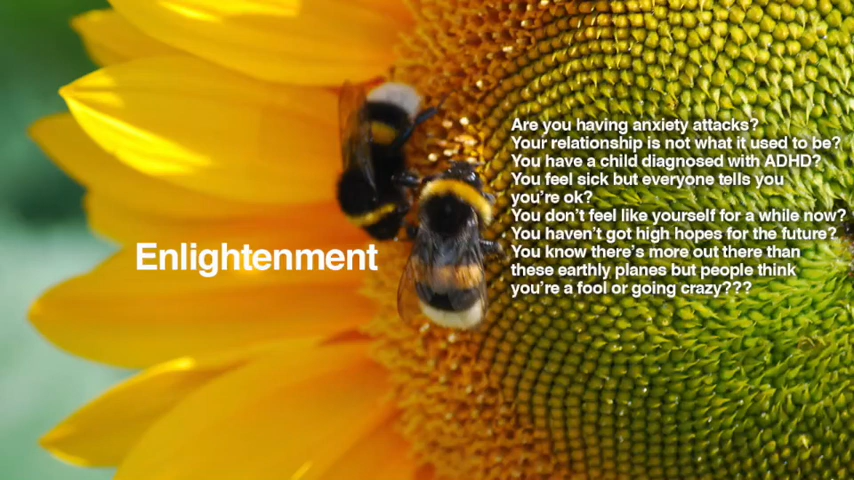 Enlightenment
Are you having anxiety attacks?
Your relationship is not what it used to be?
You have a child diagnosed with ADHD?
You feel sick but everyone tells you
you're ok?
You don't feel like yourself for a while now?
You haven't got high hopes for the future?
You know there's more out there than
these earthly planes but people think
you're a fool or going crazy???